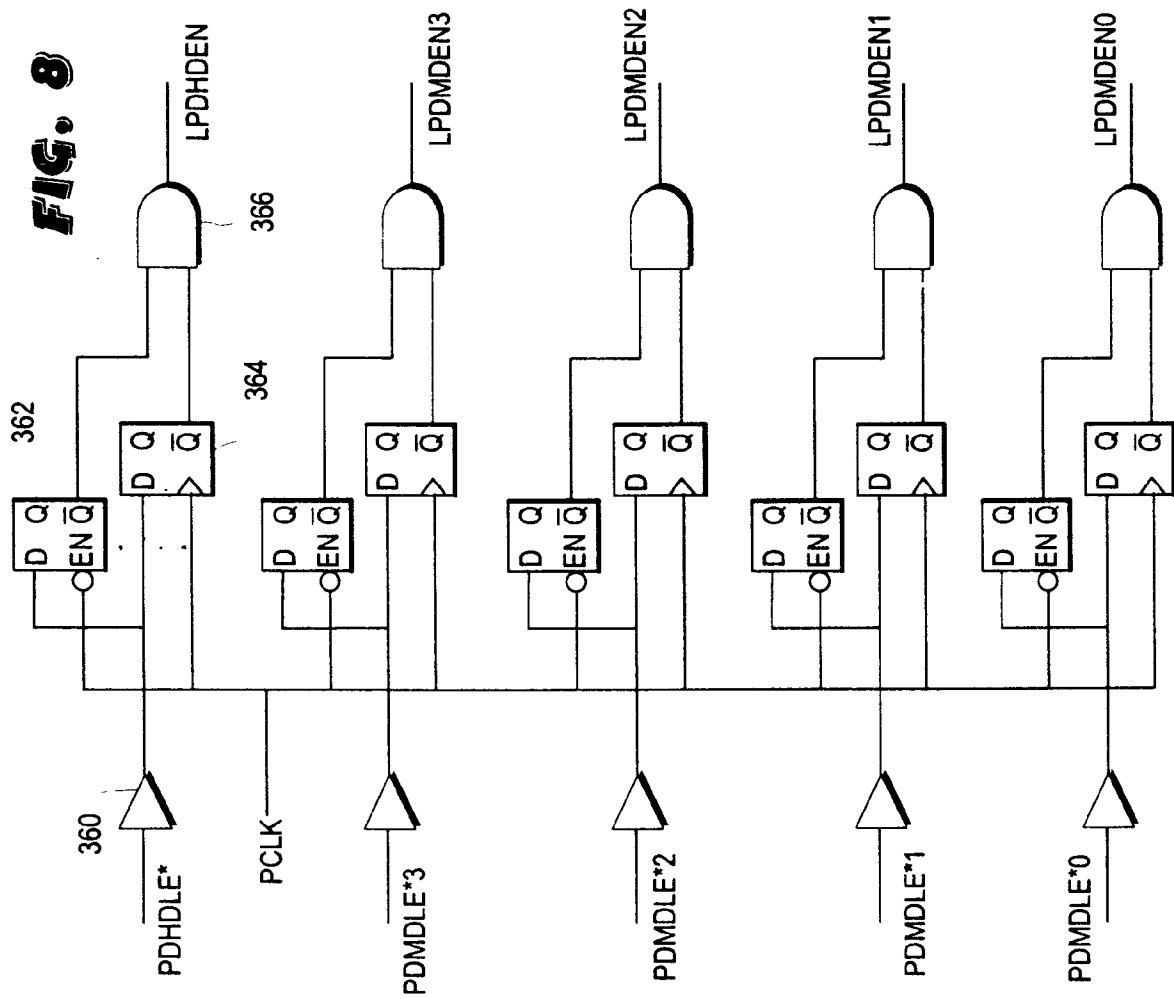 FIG. 8
PDHDLE*
360
PCLK
362
D Q
EN Q̅
D Q
Q̅
364
366
LPDHDEN
PDMDLE*3
D Q
EN Q̅
D Q
Q̅
LPDMDEN3
PDMDLE*2
D Q
EN Q̅
D Q
Q̅
LPDMDEN2
PDMDLE*1
D Q
EN Q̅
D Q
Q̅
LPDMDEN1
PDMDLE*0
D Q
EN Q̅
D Q
Q̅
LPDMDEN0